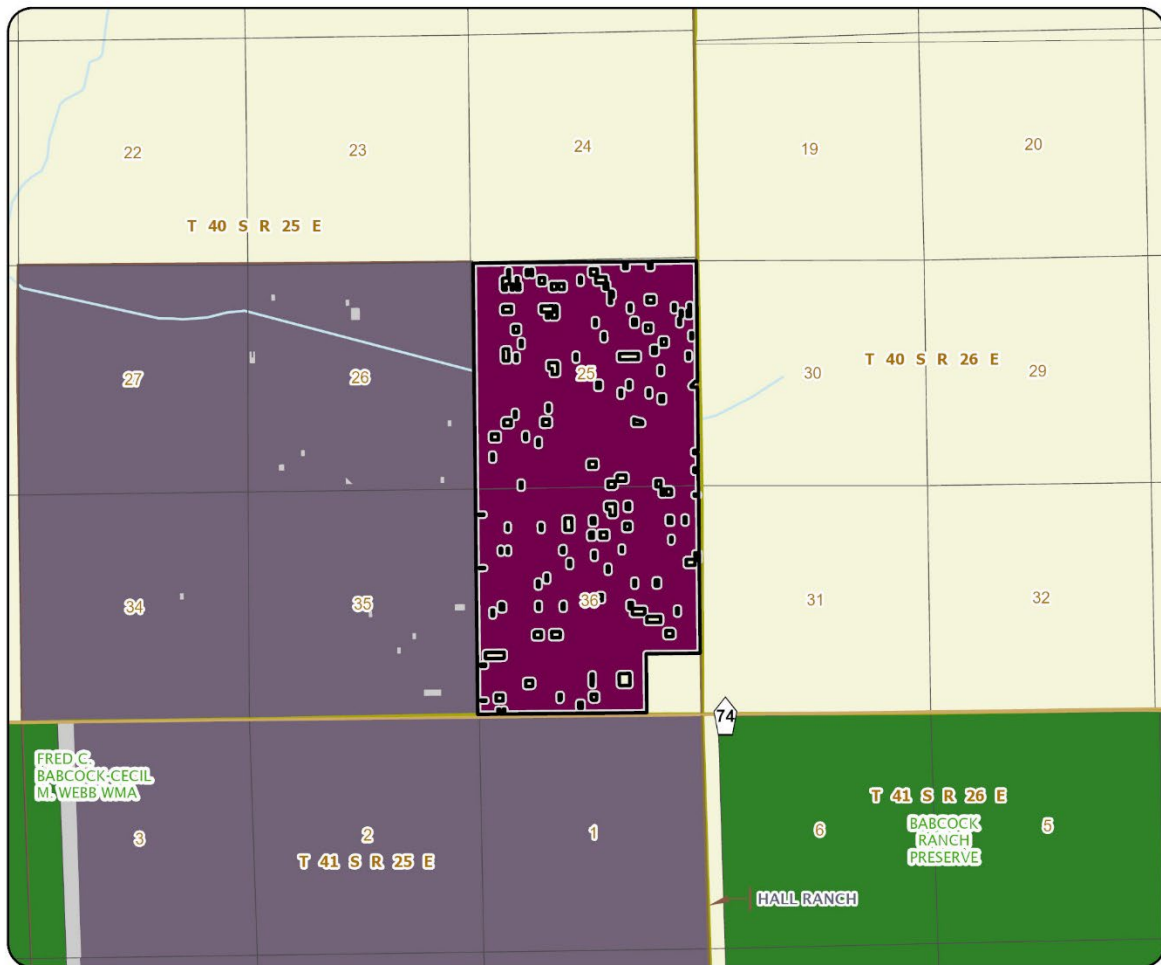 22
23
24
19
20
T 40 S R 25 E
27
26
25
30
T 40 S R 26 E
29
34
35
36
31
32
74
FRED C.
BABCOCK-CECIL
M. WEBB WMA
3
2
T 41 S R 25 E
1
T 41 S R 26 E
6
BABCOCK
RANCH
PRESERVE
5
HALL RANCH